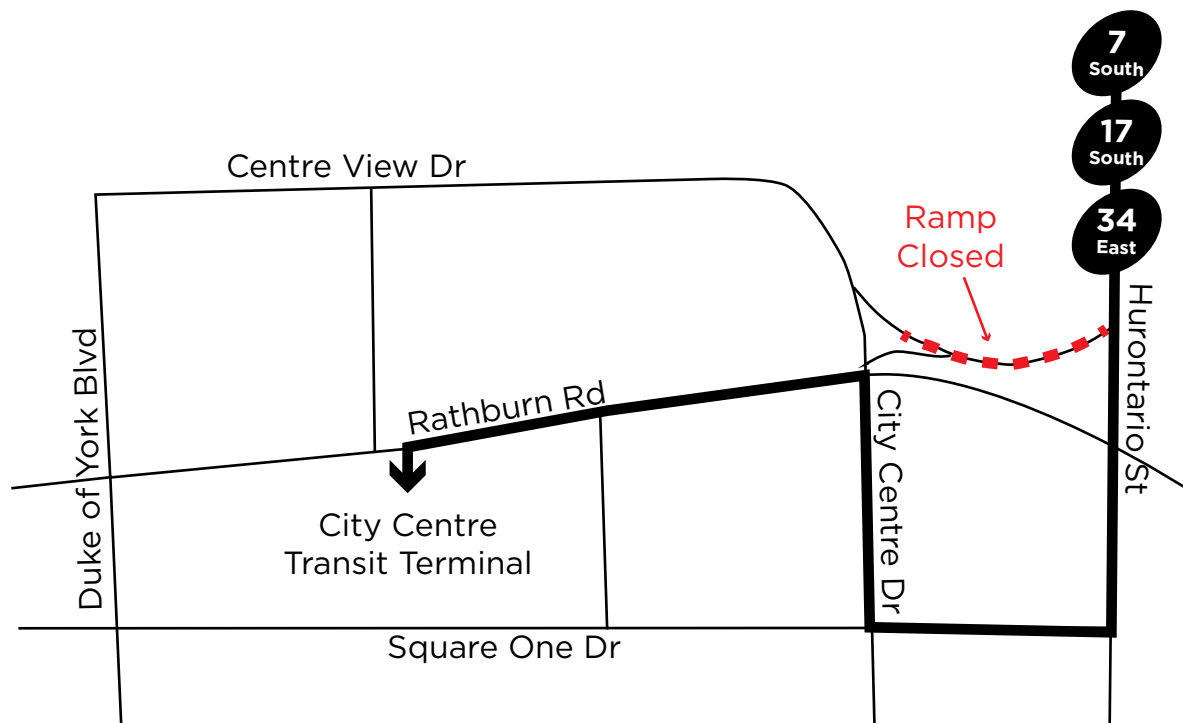 7
South
17
South
34
East
Centre View Dr
Ramp
Closed
Hurontario St
Duke of York Blvd
Rathburn Rd
City Centre Dr
City Centre
Transit Terminal
Square One Dr